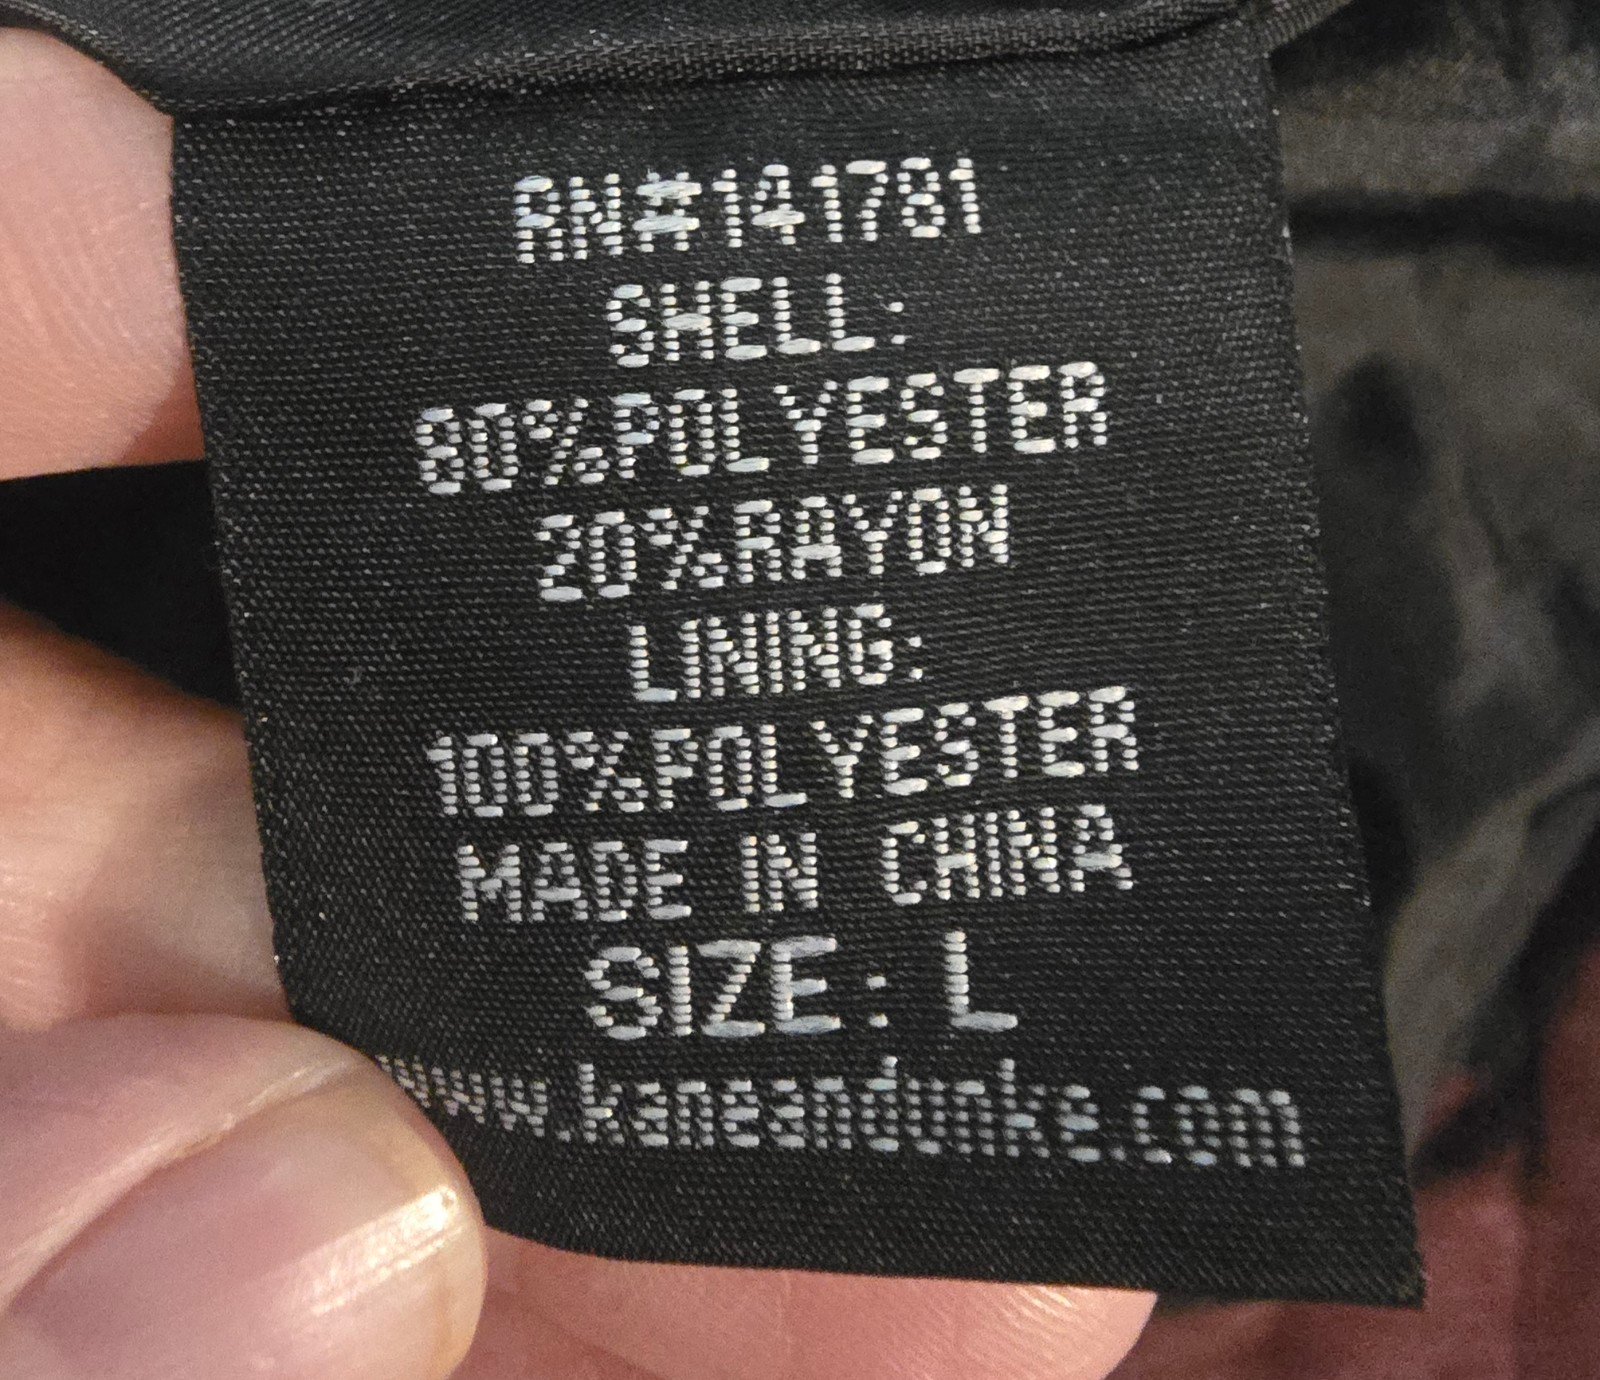 RN#141781
SHELL:
80%POLYESTER
20%RAYON
LINING:
100%POLYESTER
MADE IN CHINA
SIZE: L
www.kaneandunke.com